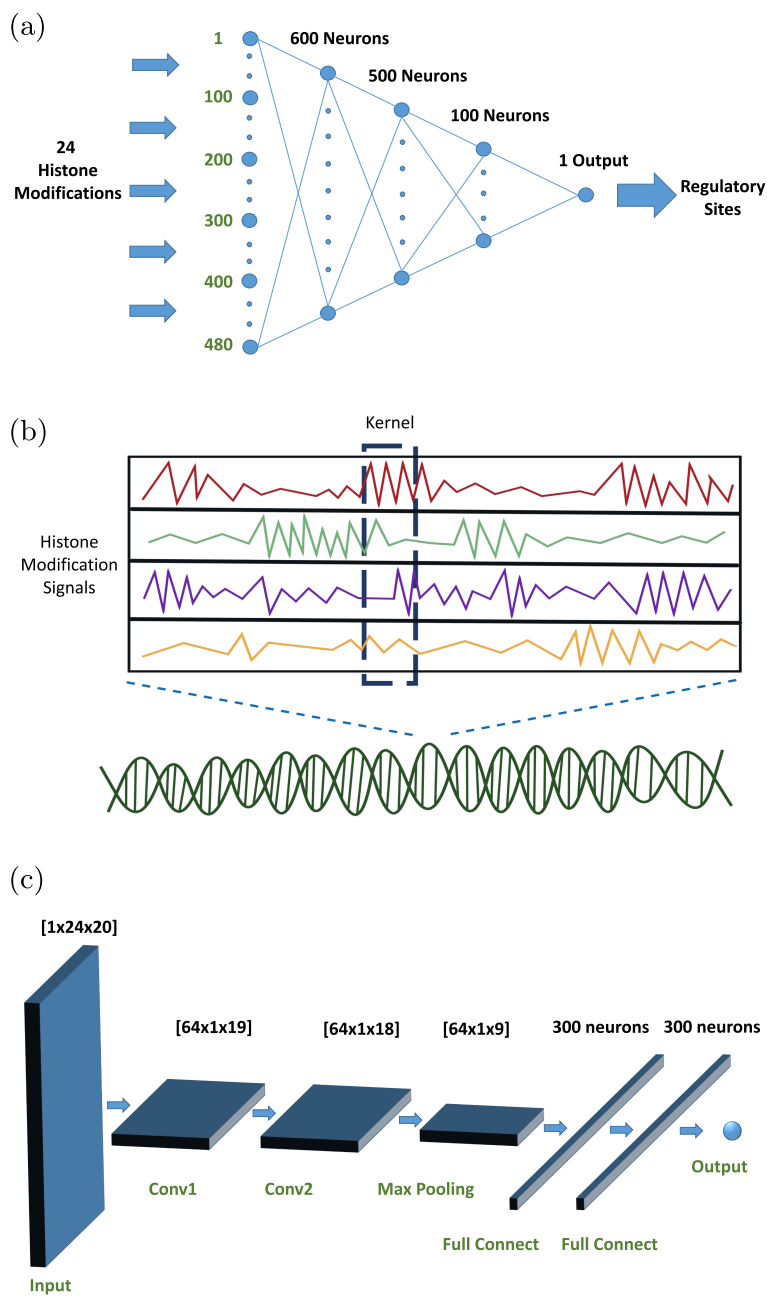 (a)
1
600 Neurons
500 Neurons
100
100 Neurons
24
Histone
Modifications
200
1 Output
Regulatory
Sites
300
400
480
(b)
Kernel
Histone
Modification
Signals
(c)
[1x24x20]
[64x1x19]
[64x1x18]
[64x1x9]
300 neurons
300 neurons
Conv1
Conv2
Max Pooling
Output
Full Connect
Full Connect
Input